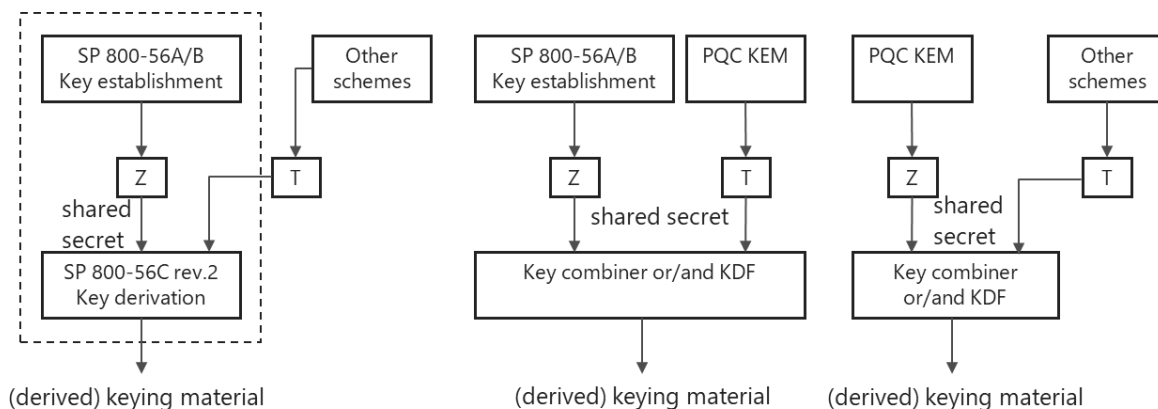 SP 800-56A/B
Key establishment
Other
schemes
Z
T
shared
secret
SP 800-56C rev.2
Key derivation
(derived) keying material
SP 800-56A/B
Key establishment
PQC KEM
Z
T
shared secret
Key combiner or/and KDF
(derived) keying material
PQC KEM
Other
schemes
Z
T
shared
secret
Key combiner
or/and KDF
(derived) keying material